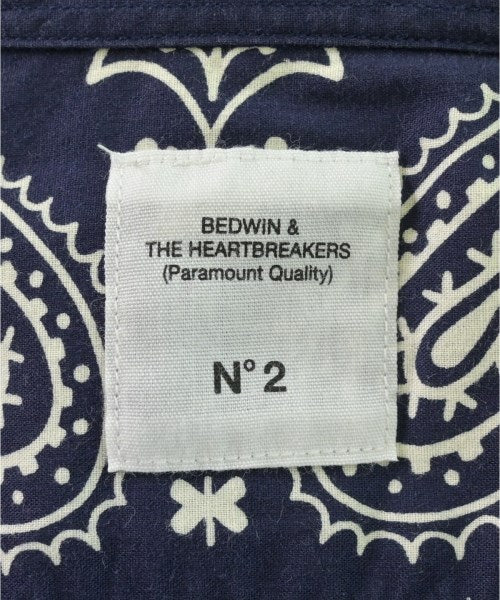 BEDWIN &
THE HEARTBREAKERS
(Paramount Quality)
N° 2